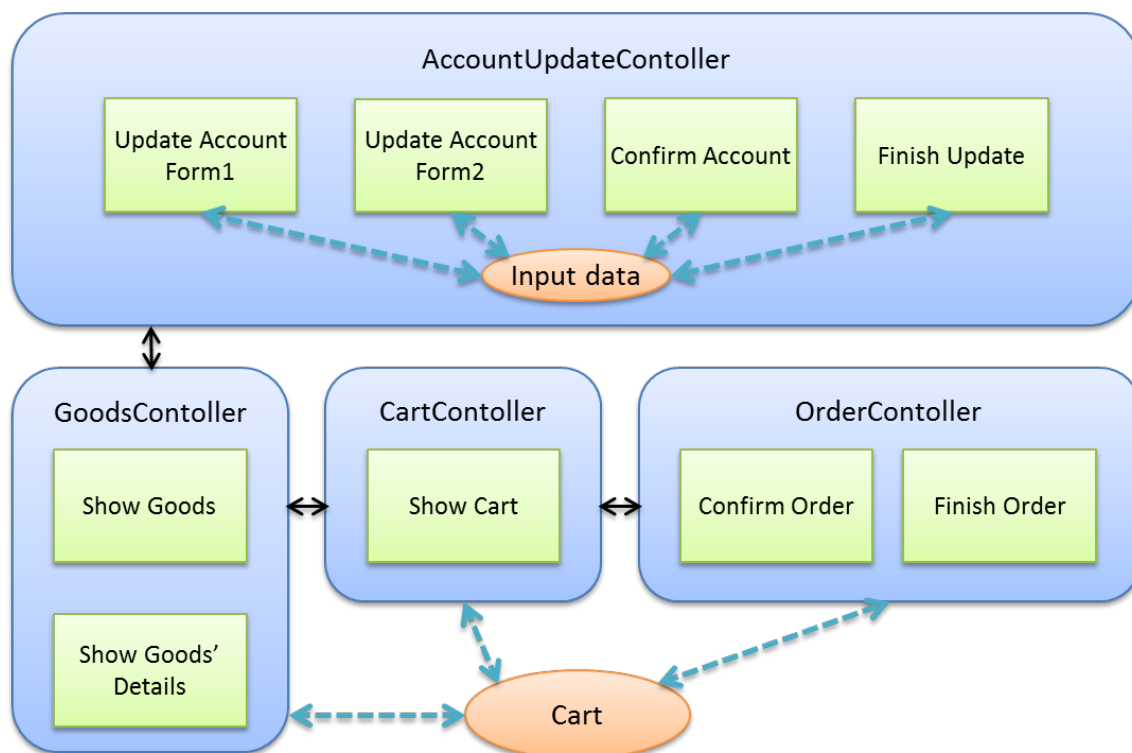 AccountUpdateContoller
Update Account
Form1
Update Account
Form2
Confirm Account
Finish Update
Input data
GoodsContoller
Show Goods
Show Goods’
Details
CartContoller
Show Cart
OrderContoller
Confirm Order
Finish Order
Cart